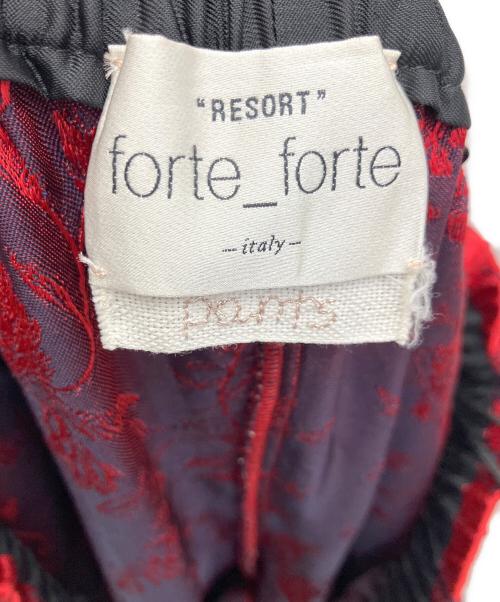 "RESORT"
forte_forte
- italy -
pants